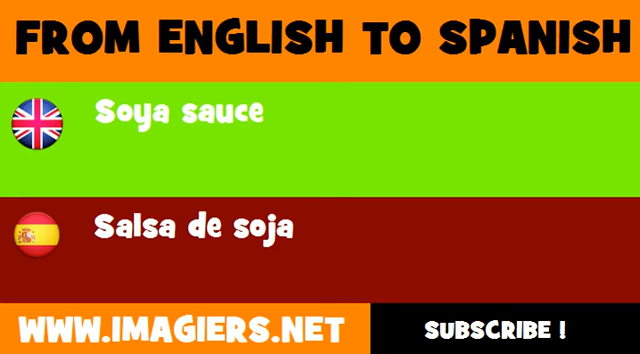 FROM ENGLISH TO SPANISH
Soya sauce
Salsa de soja
WWW.IMAGIERS.NET
SUBSCRIBE !